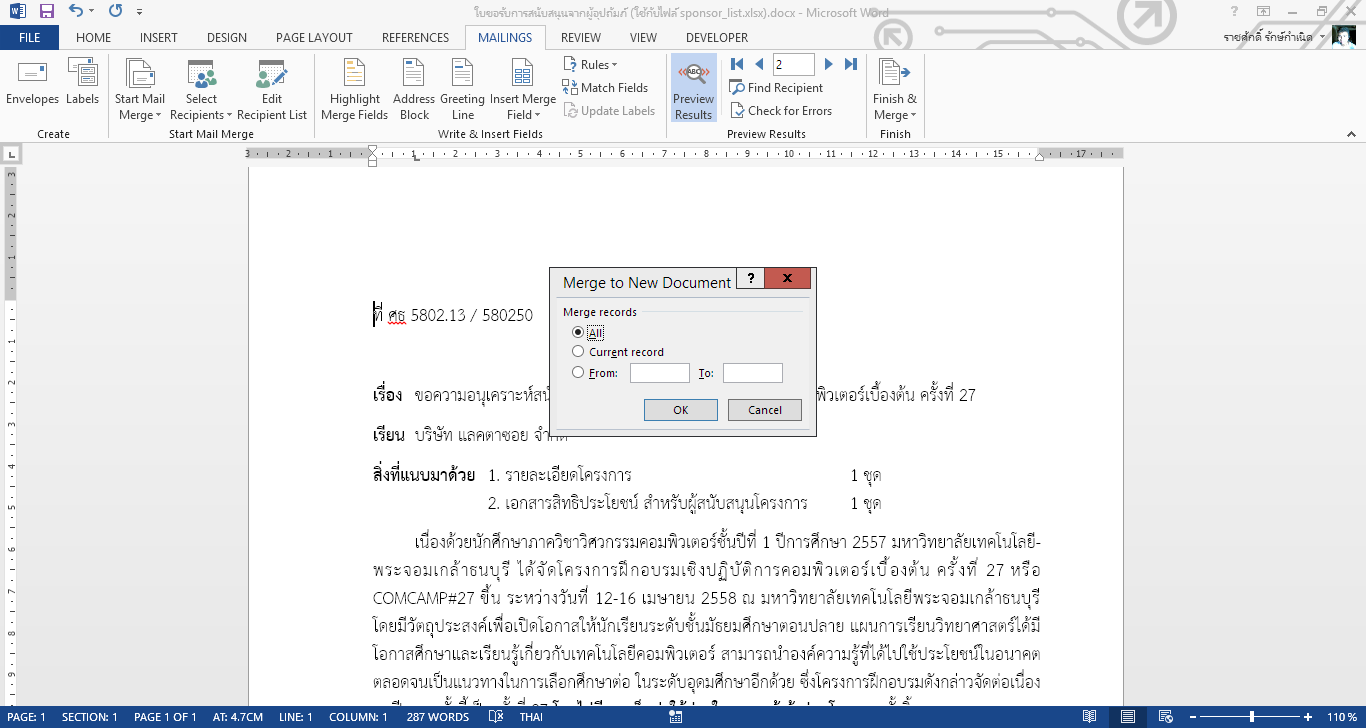 ใบขอรับการสนับสนุนจากผู้อุปถัมภ์ (ใช้กับไฟล์ sponsor_list.xlsx).docx - Microsoft Word
FILE HOME INSERT DESIGN PAGE LAYOUT REFERENCES MAILINGS REVIEW VIEW DEVELOPER ราชศักดิ์ รักษ์กำเนิด
Envelopes Labels Start Mail Merge Select Recipients Edit Recipient List Highlight Merge Fields Address Block Greeting Line Insert Merge Field Rules Match Fields Update Labels Preview Results 2 Find Recipient Check for Errors Finish & Merge
Create Start Mail Merge Write & Insert Fields Preview Results Finish
3 2 1 1 2 3 4 5 6 7 8 9 10 11 12 13 14 15 17
Merge to New Document
Merge records
All
Current record
From: To:
OK Cancel
ที่ ศธ 5802.13 / 580250
เรื่อง ขอความอนุเคราะห์สนั พิวเตอร์เบื้องต้น ครั้งที่ 27
เรียน บริษัท แลคตาซอย จำกัด
สิ่งที่แนบมาด้วย 1. รายละเอียดโครงการ 1 ชุด
2. เอกสารสิทธิประโยชน์ สำหรับผู้สนับสนุนโครงการ 1 ชุด
เนื่องด้วยนักศึกษาภาควิชาวิศวกรรมคอมพิวเตอร์ชั้นปีที่ 1 ปีการศึกษา 2557 มหาวิทยาลัยเทคโนโลยี-
พระจอมเกล้าธนบุรี ได้จัดโครงการฝึกอบรมเชิงปฏิบัติการคอมพิวเตอร์เบื้องต้น ครั้งที่ 27 หรือ
COMCAMP#27 ขึ้น ระหว่างวันที่ 12-16 เมษายน 2558 ณ มหาวิทยาลัยเทคโนโลยีพระจอมเกล้าธนบุรี
โดยมีวัตถุประสงค์เพื่อเปิดโอกาสให้นักเรียนระดับชั้นมัธยมศึกษาตอนปลาย แผนการเรียนวิทยาศาสตร์ได้มี
โอกาสศึกษาและเรียนรู้เกี่ยวกับเทคโนโลยีคอมพิวเตอร์ สามารถนำองค์ความรู้ที่ได้ไปใช้ประโยชน์ในอนาคต
ตลอดจนเป็นแนวทางในการเลือกศึกษาต่อ ในระดับอุดมศึกษาอีกด้วย ซึ่งโครงการฝึกอบรมดังกล่าวจัดต่อเนื่อง
PAGE: 1 SECTION: 1 PAGE 1 OF 1 AT: 4.7CM LINE: 1 COLUMN: 1 287 WORDS THAI 110 %